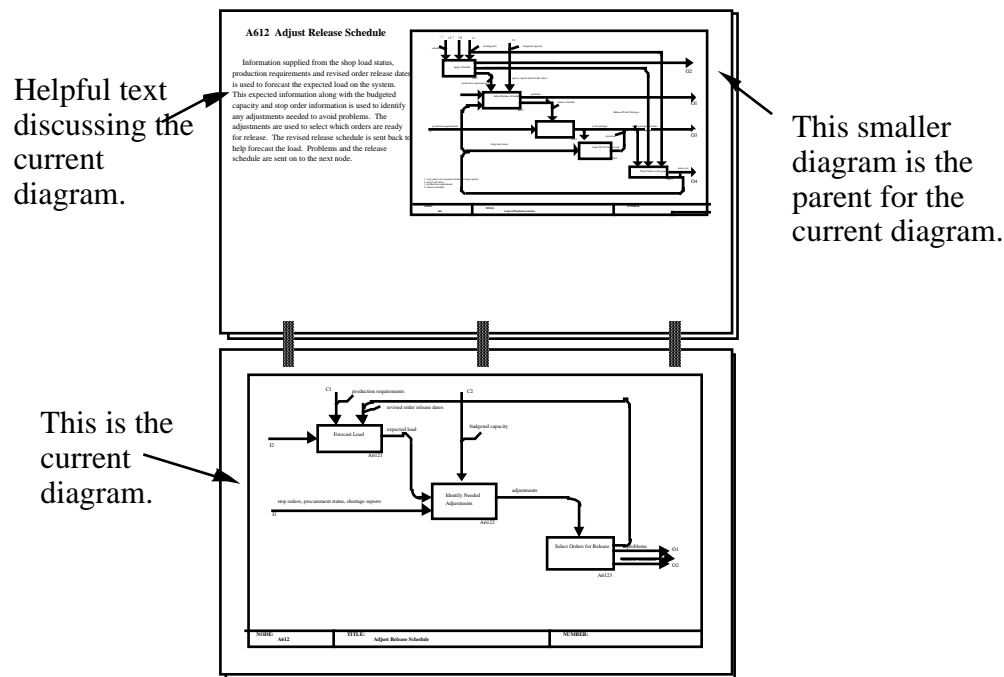 A612 Adjust Release Schedule
Information supplied from the shop load status,
production requirements and revised order release dates
is used to forecast the expected load on the system.
This expected information along with the budgeted
capacity and stop order information is used to identify
any adjustments needed to avoid problems. The
adjustments are used to select which orders are ready
for release. The revised release schedule is sent back to
help forecast the load. Problems and the release
schedule are sent on to the next node.
Helpful text
discussing the
current
diagram.
O2
O1
O3
O4
TITLE:
This smaller
diagram is the
parent for the
current diagram.
This is the
current
diagram.
C1
production requirements
C2
revised order release dates
budgeted capacity
Forecast Load
expected load
I2
A6121
Identify Needed
Adjustments
adjustments
stop orders, procurement status, shortage reports
I1
A6122
Select Orders for Release
problems
O1
O2
A6123
NODE:
A612
TITLE:
Adjust Release Schedule
NUMBER: